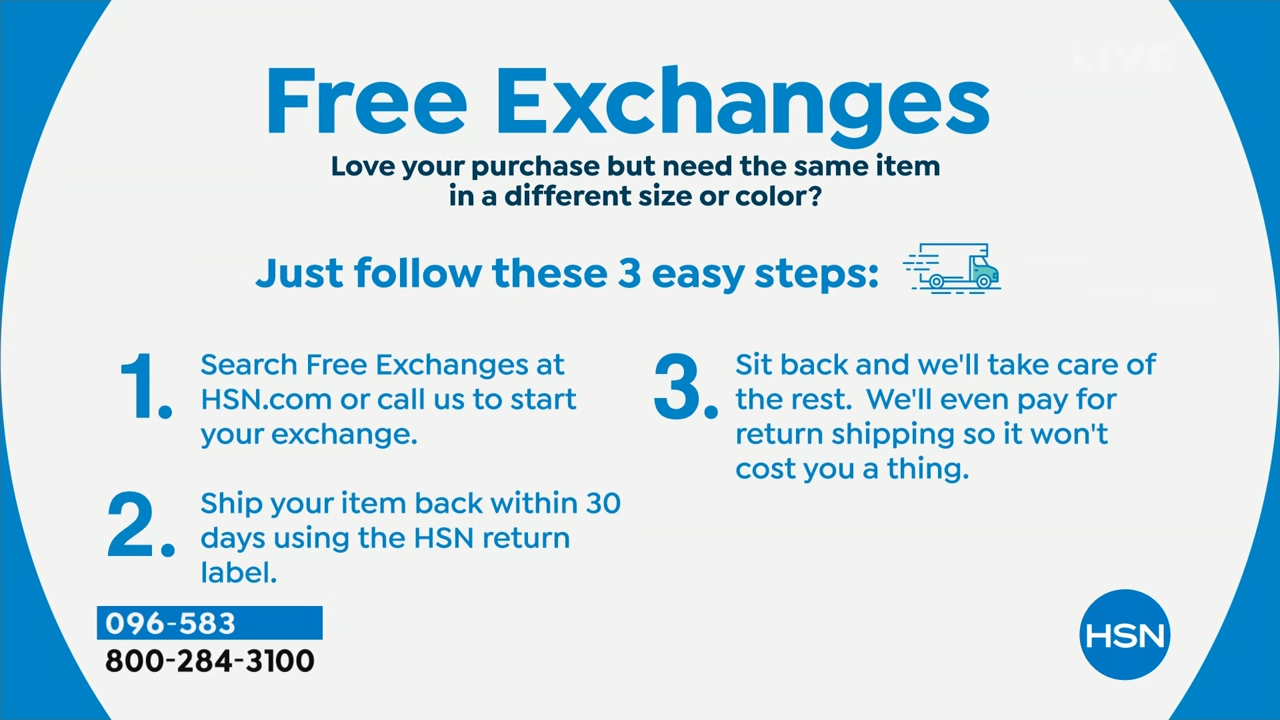 LIVE
Free Exchanges
Love your purchase but need the same item
in a different size or color?
Just follow these 3 easy steps:
1. Search Free Exchanges at
HSN.com or call us to start
your exchange.
2. Ship your item back within 30
days using the HSN return
label.
3. Sit back and we'll take care of
the rest. We'll even pay for
return shipping so it won't
cost you a thing.
096-583
800-284-3100
HSN